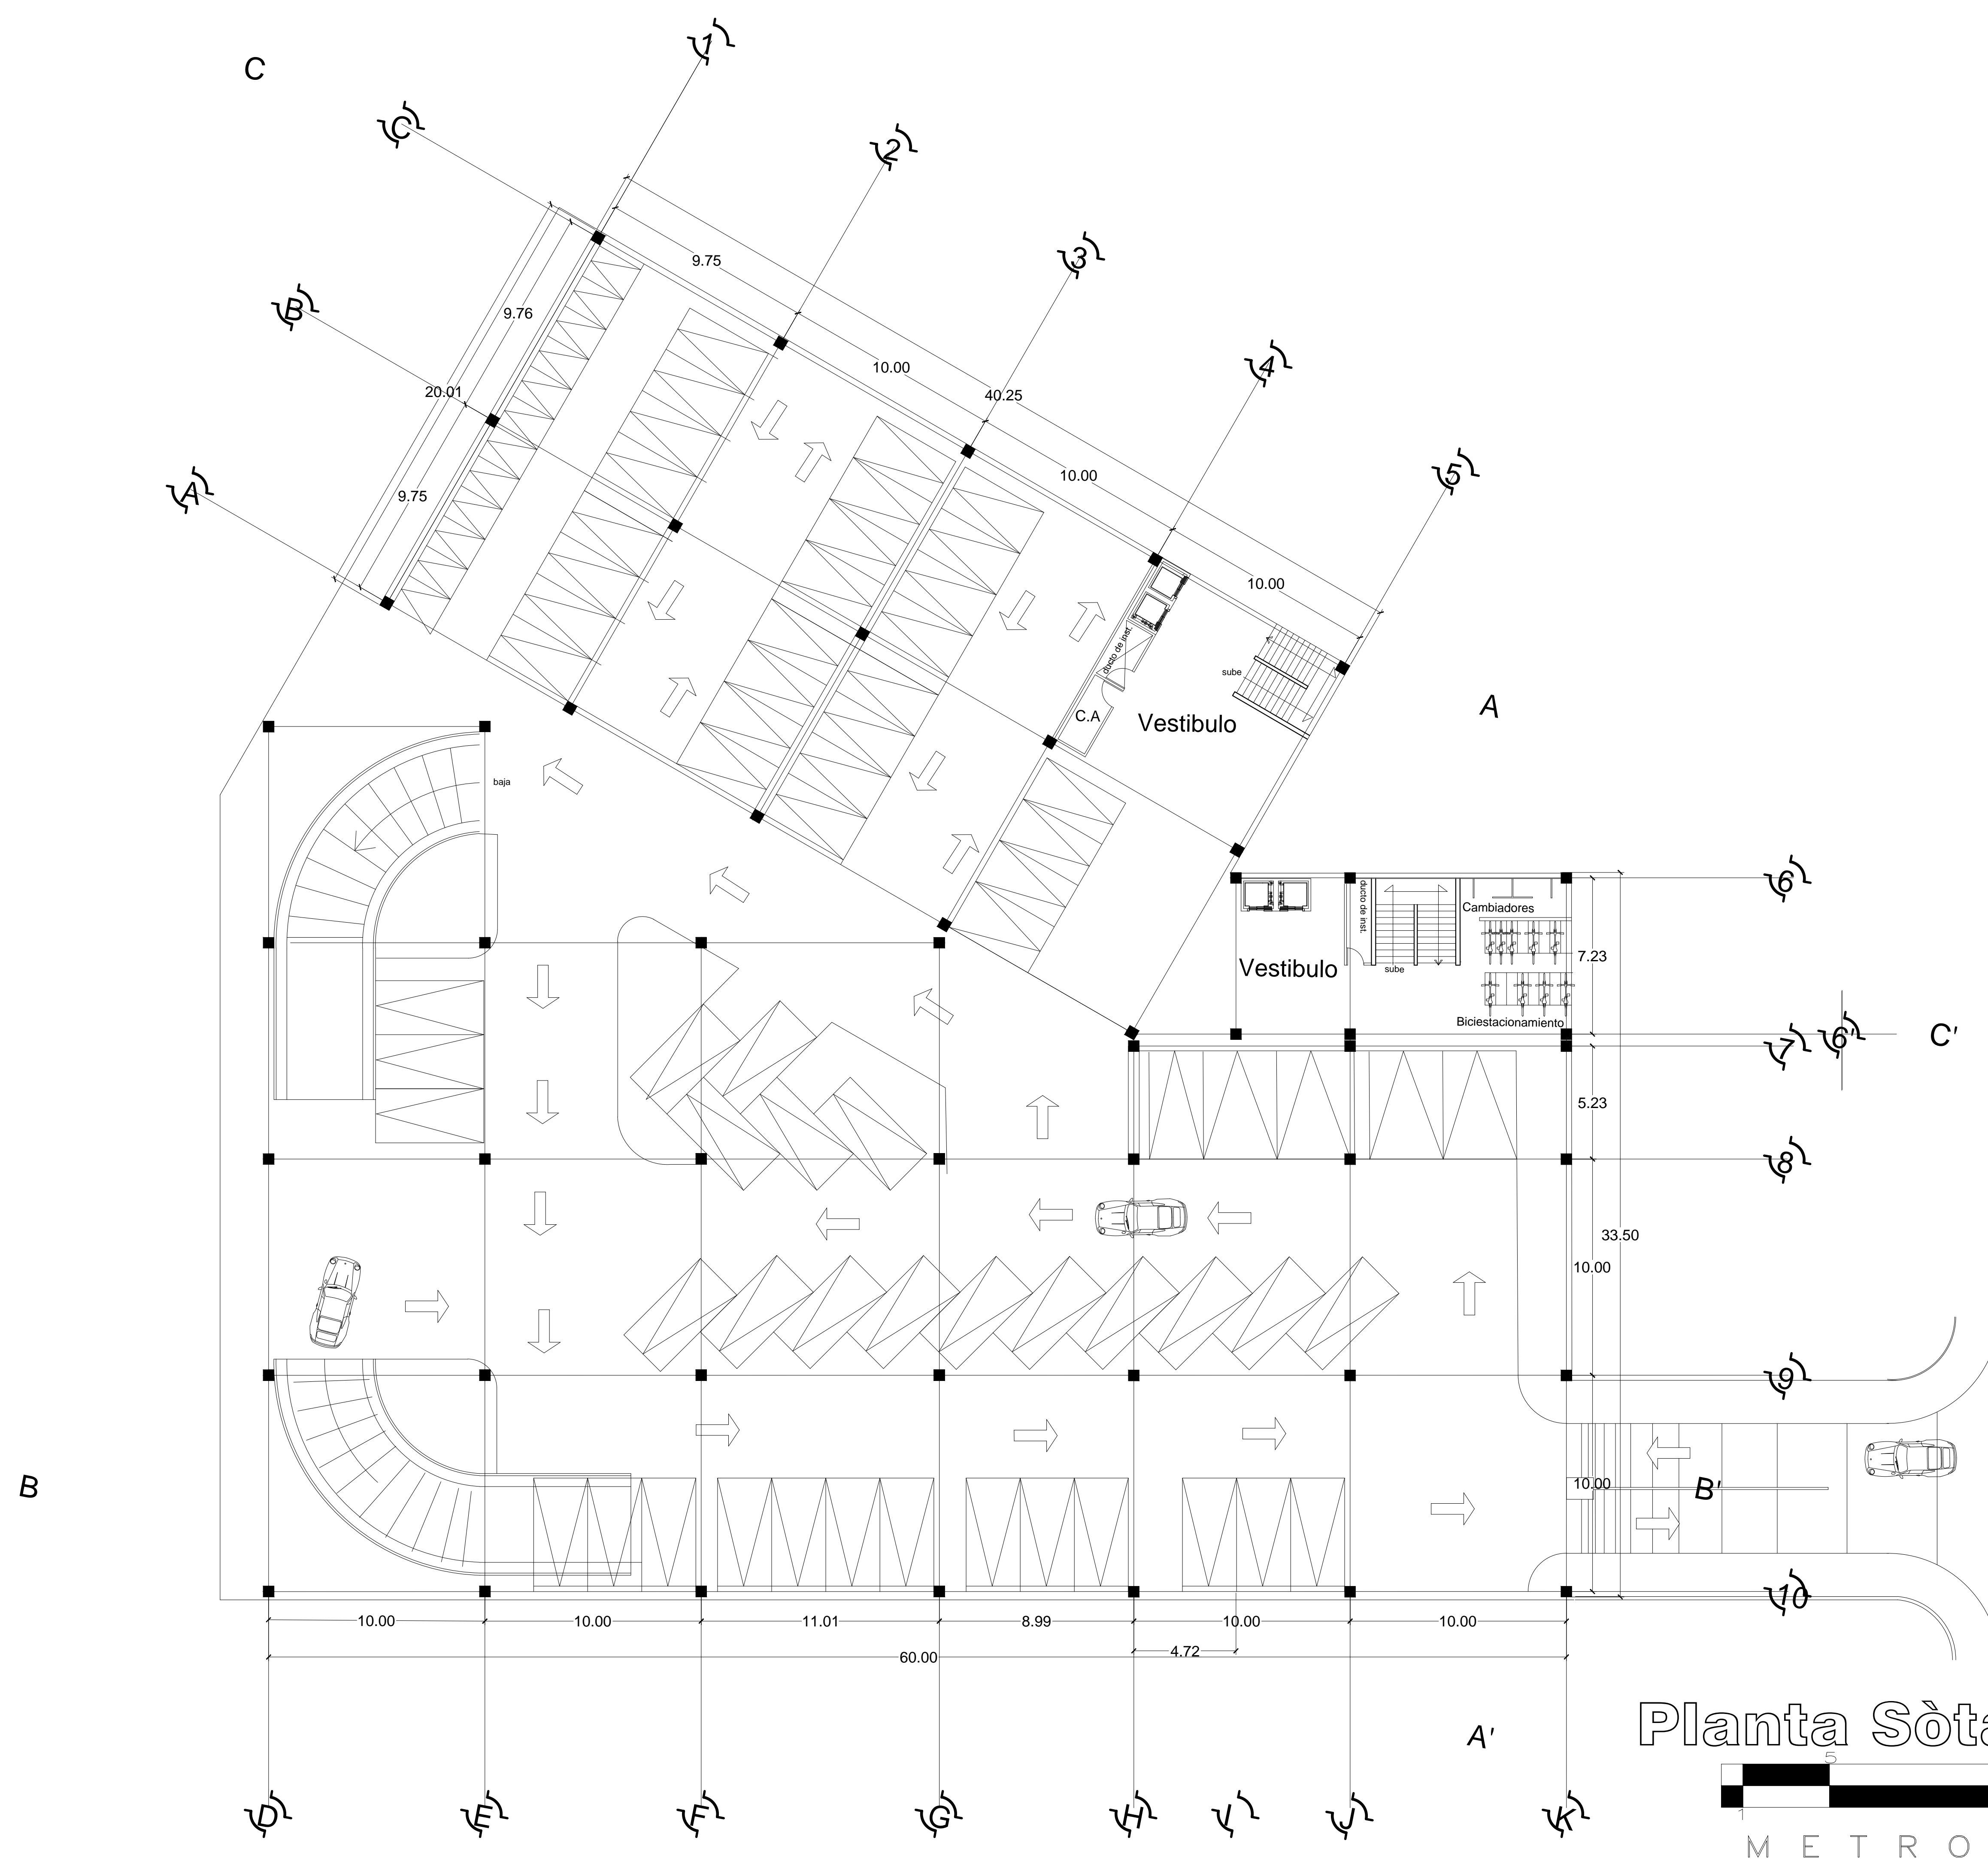 1
C
2
C
3
9.75
B
9.76
4
10.00
20.01
40.25
5
10.00
A
9.75
10.00
ducto de inst.
sube
A
C.A
Vestibulo
baja
6
ducto de inst.
Cambiadores
7.23
Vestibulo
sube
Biciestacionamiento
7
6'
C'
5.23
8
33.50
10.00
9
B
10.00
B'
10
10.00
10.00
11.01
8.99
10.00
10.00
4.72
60.00
A'
Planta Sòta
5
D
E
F
G
H
I
J
K
1
METRO